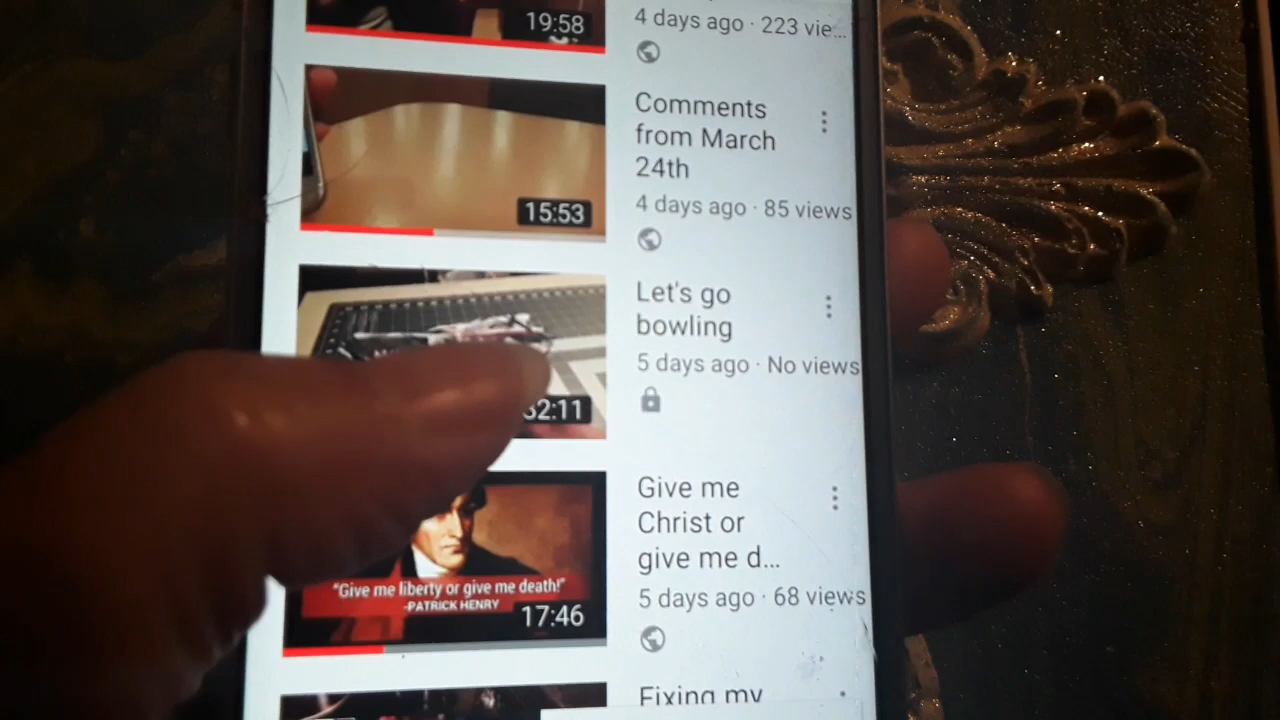 19:58
4 days ago · 223 vie...
Comments
from March
24th
15:53
4 days ago · 85 views
Let's go
bowling
5 days ago · No views
32:11
Give me
Christ or
give me d...
"Give me liberty or give me death!"
-PATRICK HENRY
17:46
5 days ago · 68 views
Fixing my